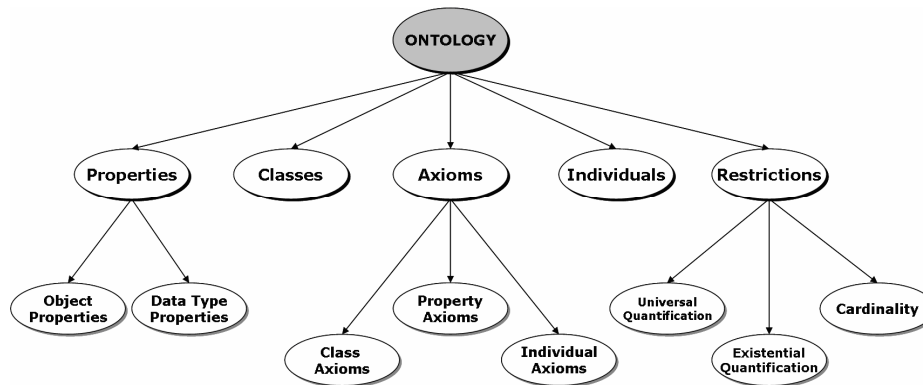 ONTOLOGY
Properties
Classes
Axioms
Individuals
Restrictions
Object
Properties
Data Type
Properties
Property
Axioms
Universal
Quantification
Cardinality
Class
Axioms
Individual
Axioms
Existential
Quantification